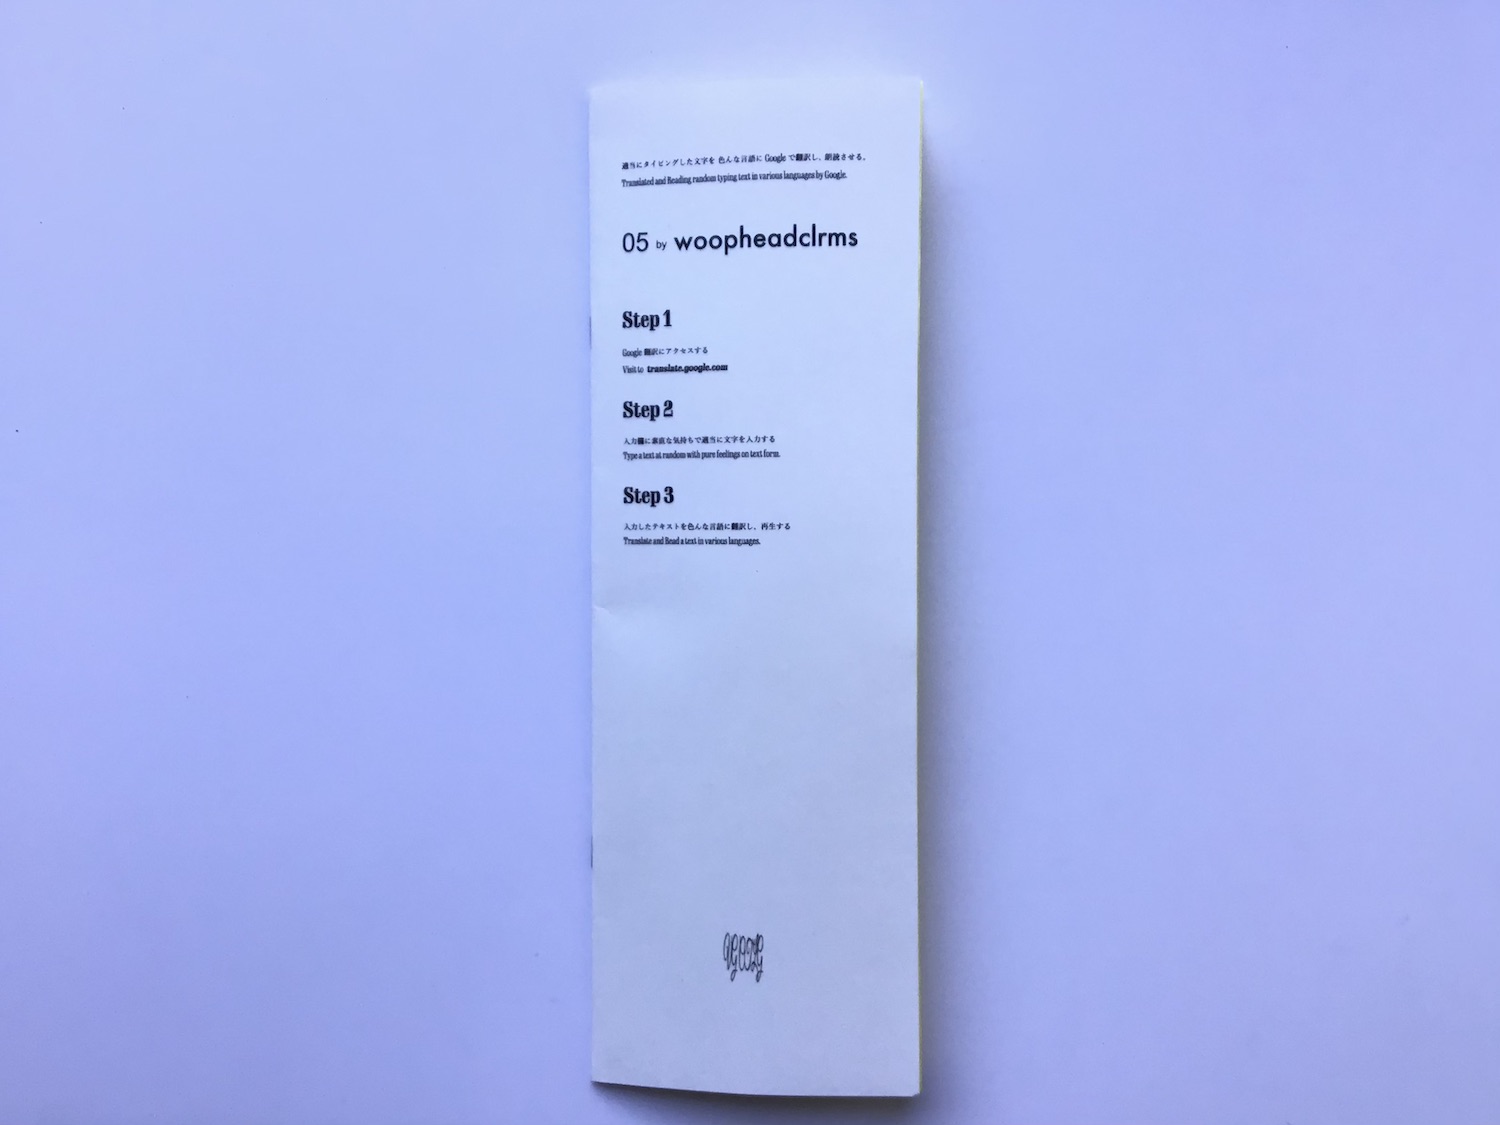 適当にタイピングした文字を 色んな言語に Google で翻訳し、朗読させる。
Translated and Reading random typing text in various languages by Google.
05 by woopheadclrms
Step 1
Google 翻訳にアクセスする
Visit to translate.google.com
Step 2
入力欄に素直な気持ちで適当に文字を入力する
Type a text at random with pure feelings on text form.
Step 3
入力したテキストを色んな言語に翻訳し、再生する
Translate and Read a text in various languages.